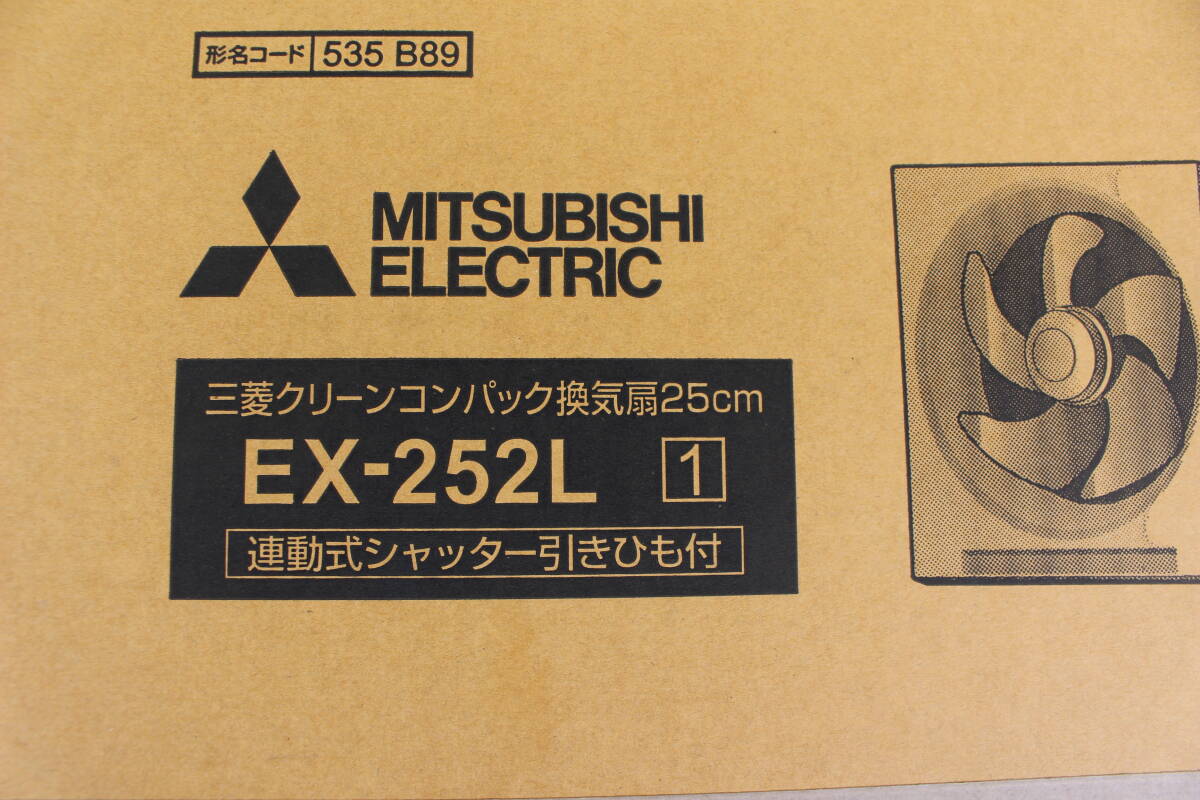 形名コード 535 B89
MITSUBISHI
ELECTRIC
三菱クリーンコンパック換気扇25cm
EX-252L 1
連動式シャッター引きひも付